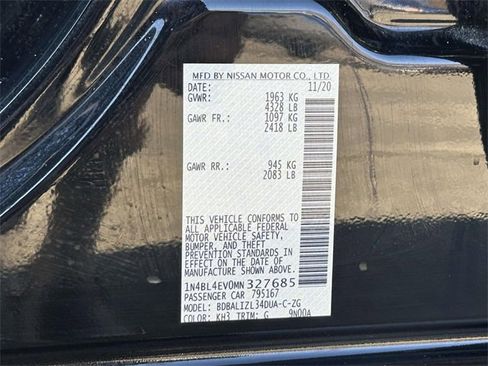 MFD BY NISSAN MOTOR CO., LTD.
DATE: 11/20
GVWR: 1963 KG
4328 LB
GAWR FR.: 1097 KG
2418 LB
GAWR RR.: 945 KG
2083 LB
THIS VEHICLE CONFORMS TO
ALL APPLICABLE FEDERAL
MOTOR VEHICLE SAFETY,
BUMPER, AND THEFT
PREVENTION STANDARDS IN
EFFECT ON THE DATE OF
MANUFACTURE SHOWN ABOVE.
1N4BL4EV0MN327685
PASSENGER CAR 795167
MODEL: BDBALIZL34DUA-C-ZG
COLOR: KH3 TRIM: G 9N00A